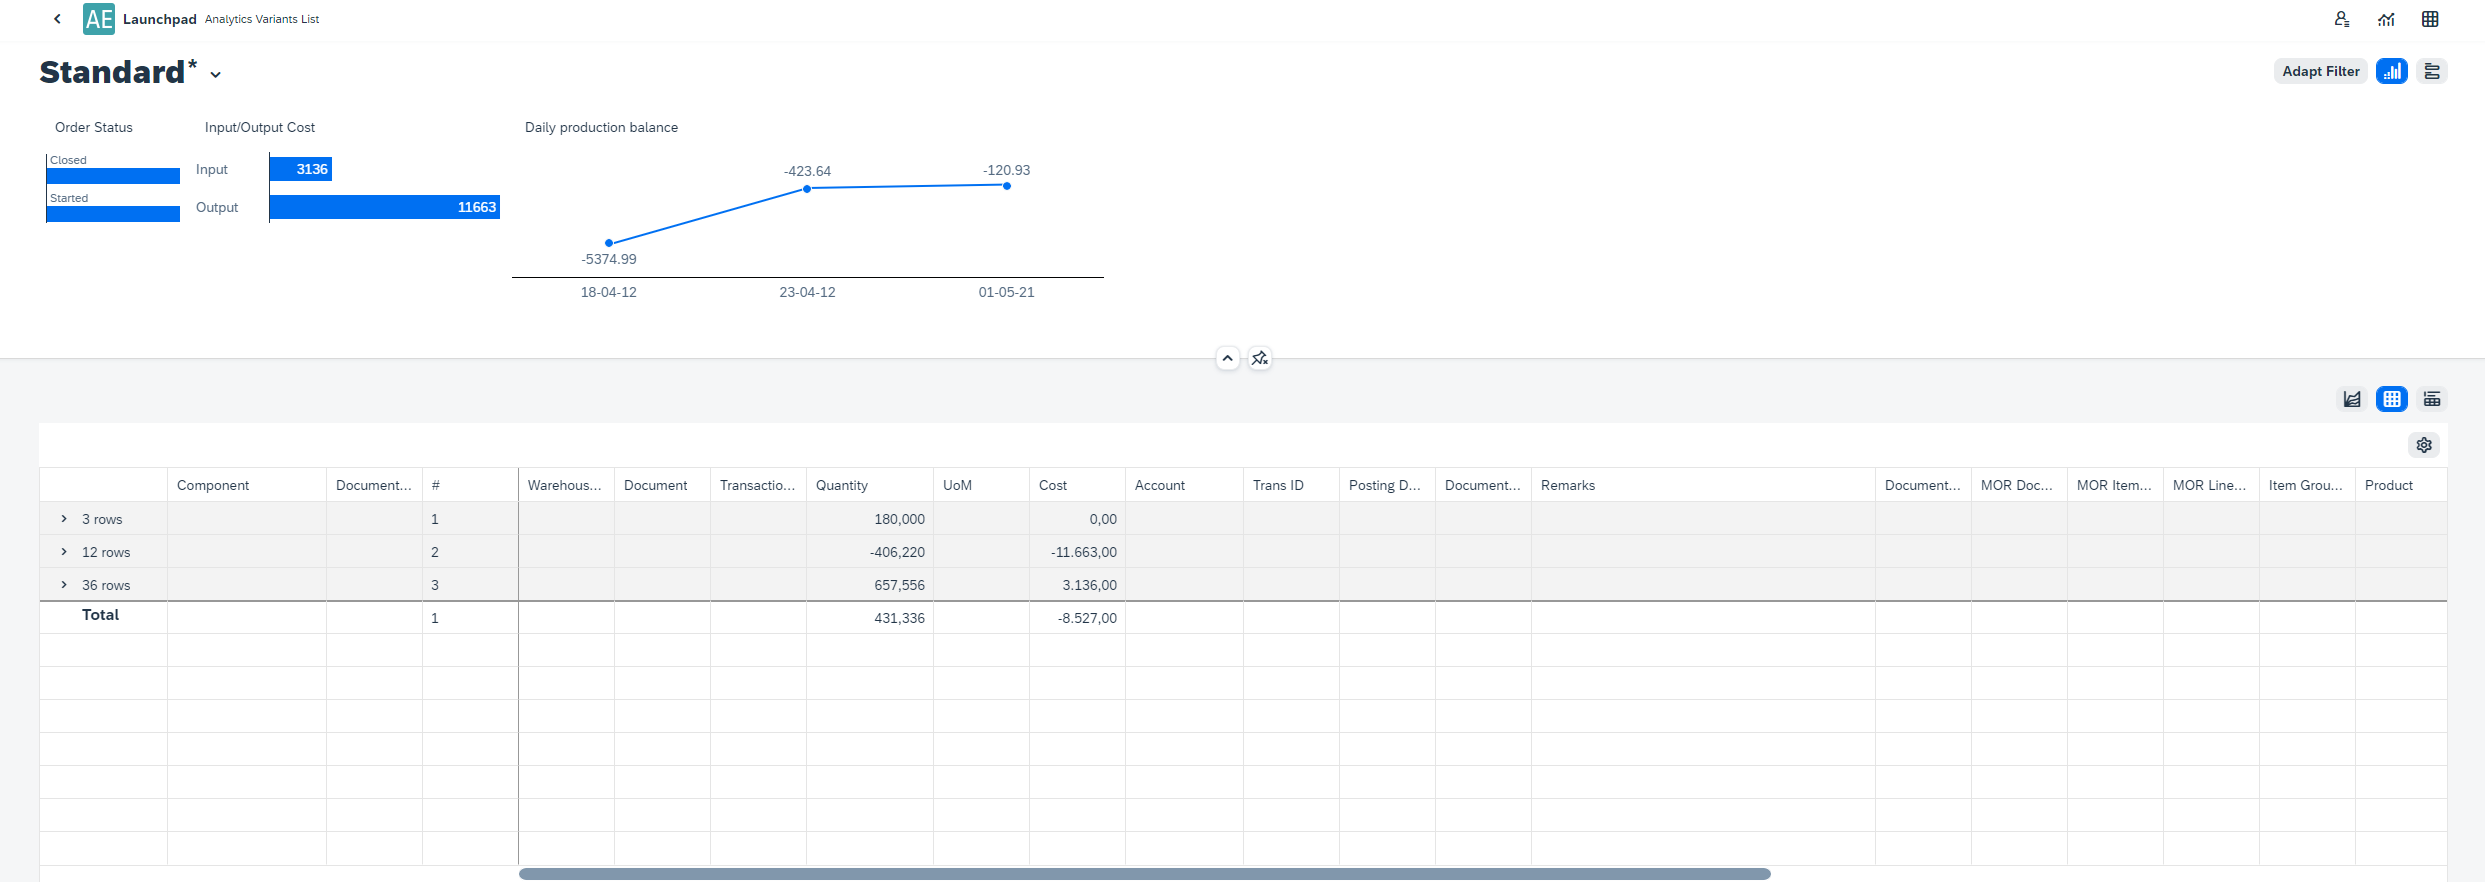 AE Launchpad Analytics Variants List
Standard*
Adapt Filter
Order Status
Closed
Started
Input/Output Cost
Input 3136
Output 11663
Daily production balance
-5374.99
-423.64
-120.93
18-04-12 23-04-12 01-05-21
Component Document... # Warehous... Document Transactio... Quantity UoM Cost Account Trans ID Posting D... Document... Remarks Document... MOR Doc... MOR Item... MOR Line... Item Grou... Product
3 rows 1 180,000 0,00
12 rows 2 -406,220 -11.663,00
36 rows 3 657,556 3.136,00
Total 1 431,336 -8.527,00